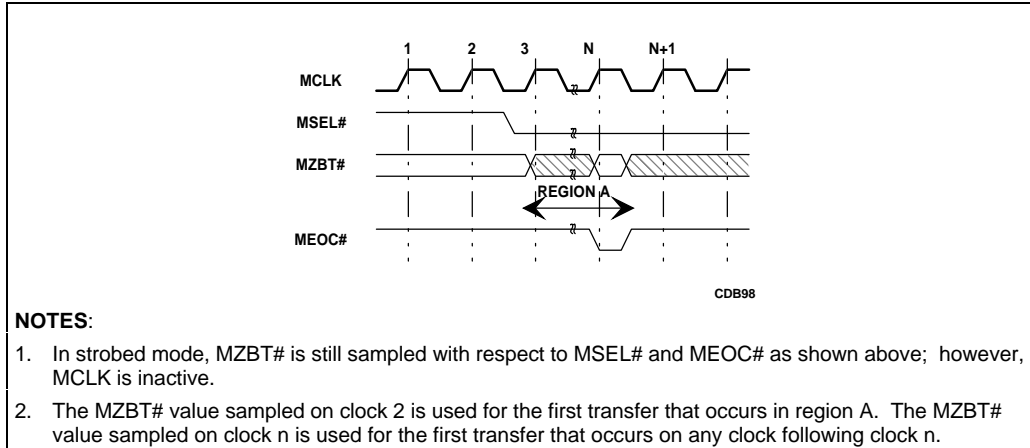 1 2 3 N N+1
MCLK
MSEL#
MZBT#
REGION A
MEOC#
CDB98
NOTES:
1. In strobed mode, MZBT# is still sampled with respect to MSEL# and MEOC# as shown above; however,
MCLK is inactive.
2. The MZBT# value sampled on clock 2 is used for the first transfer that occurs in region A. The MZBT#
value sampled on clock n is used for the first transfer that occurs on any clock following clock n.